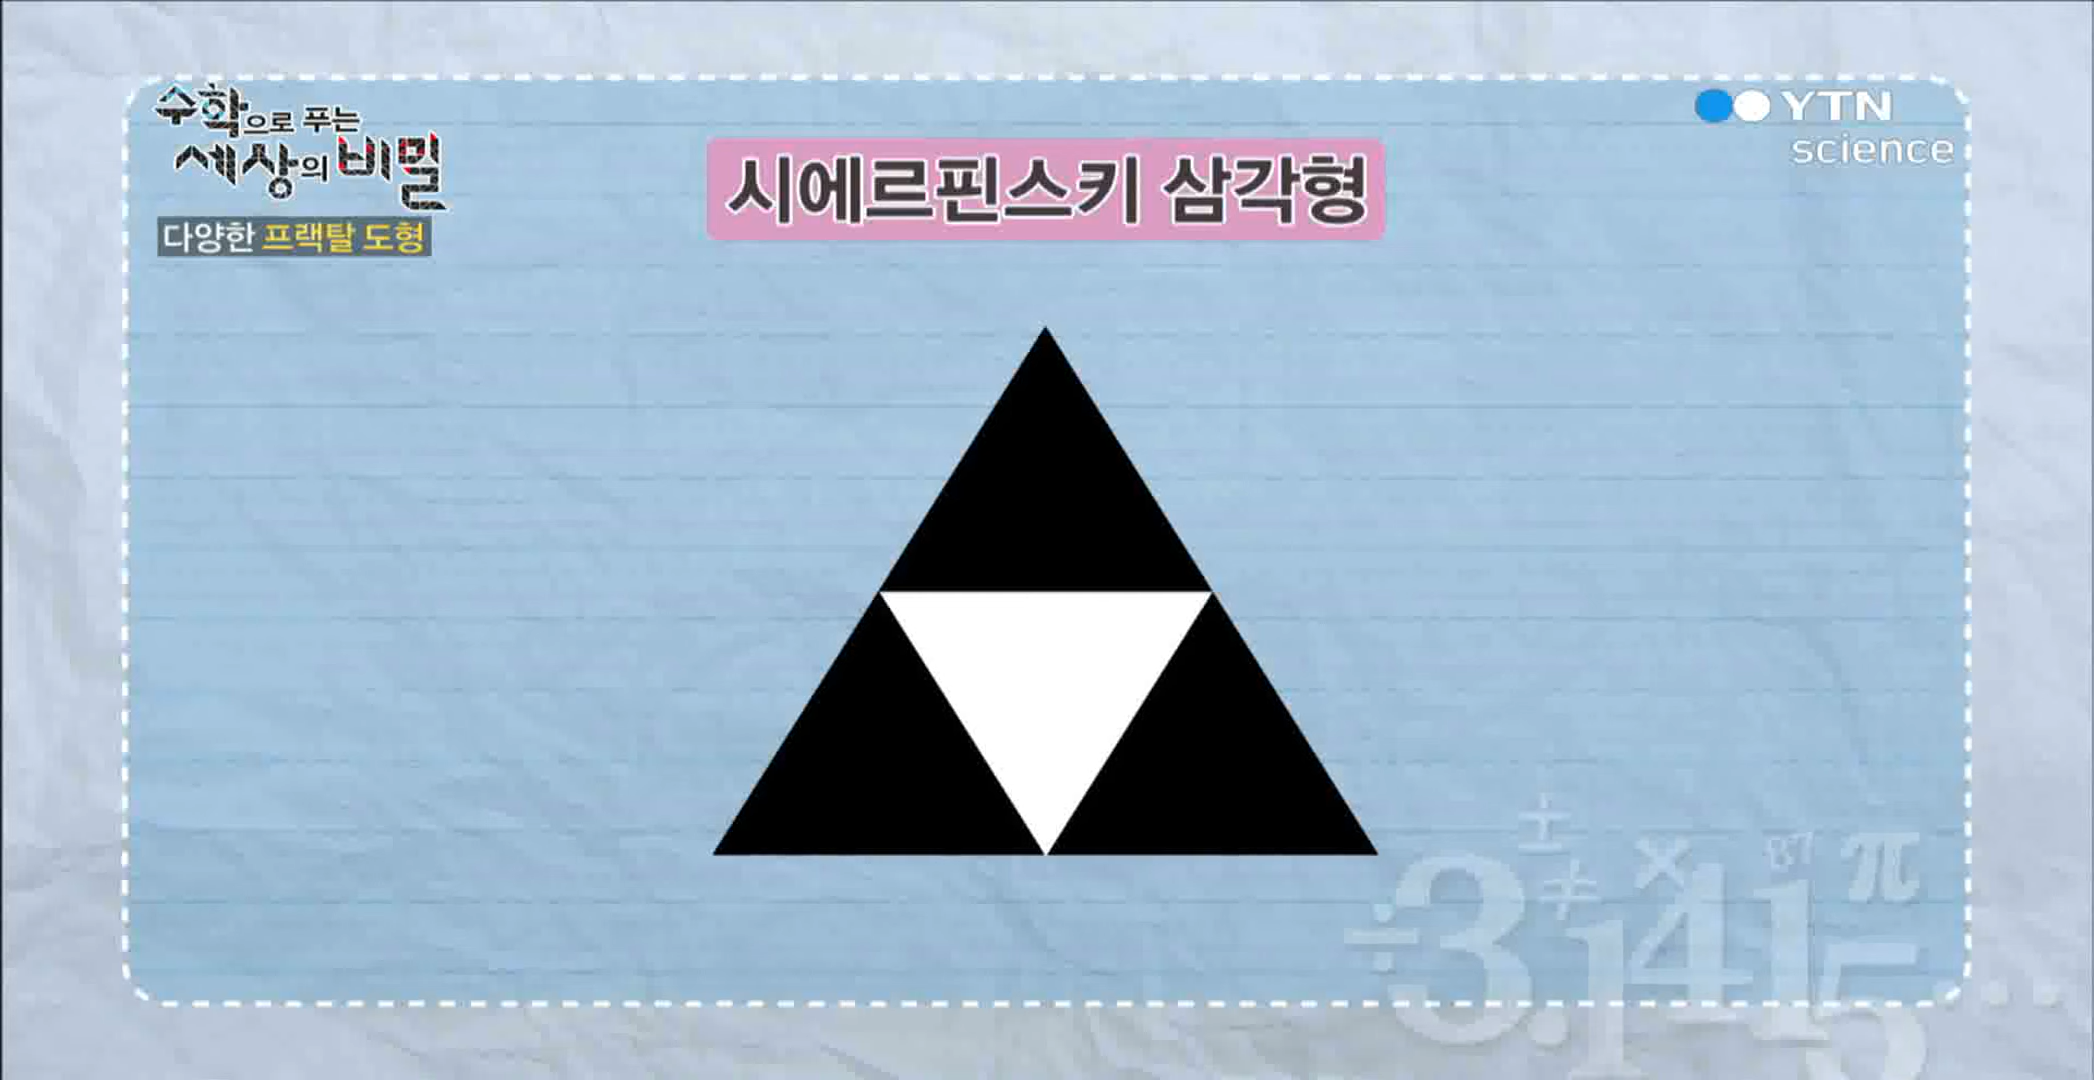 수학으로 푸는
세상의 비밀
다양한 프랙탈 도형
시에르핀스키 삼각형
YTN
science
÷ 3.1415...
± ≠ × π